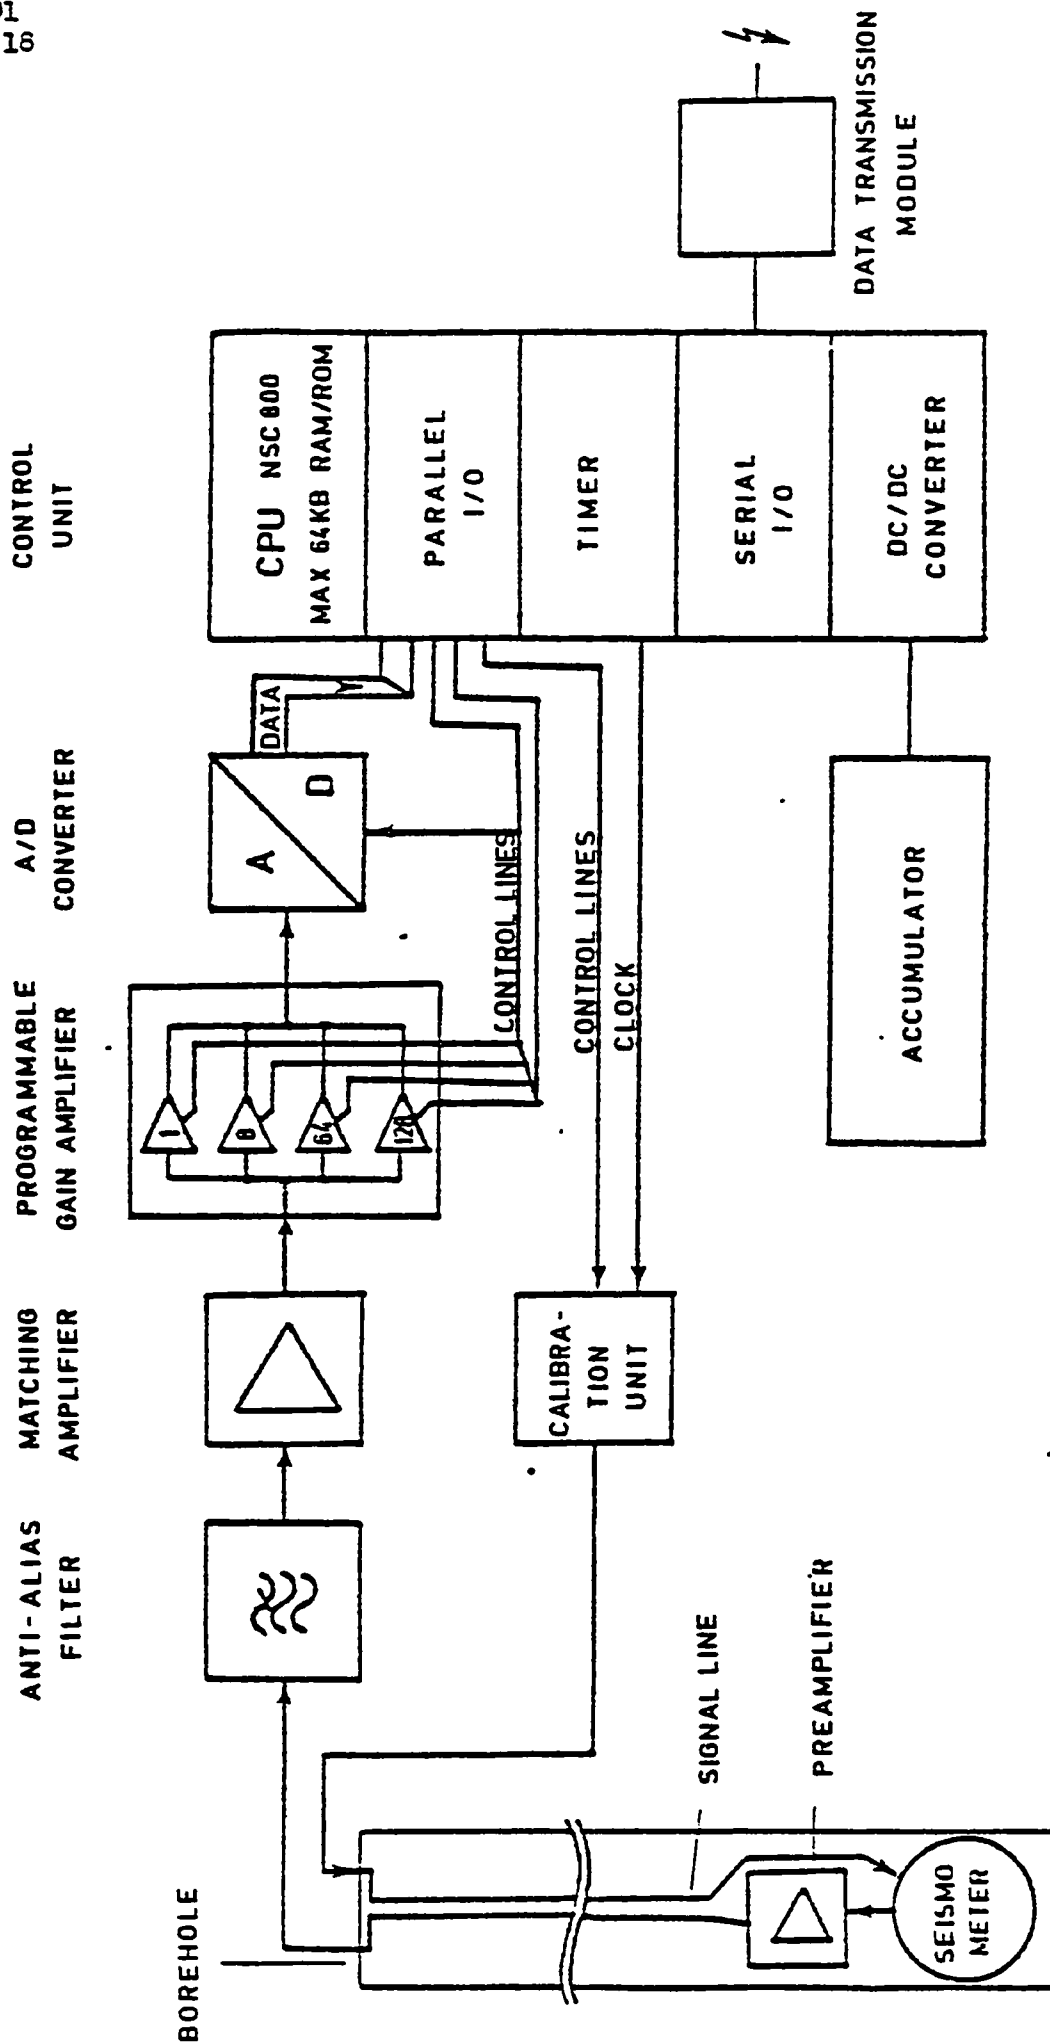 01
16
BOREHOLE
ANTI-ALIAS
FILTER
MATCHING
AMPLIFIER
PROGRAMMABLE
GAIN AMPLIFIER
A/D
CONVERTER
CONTROL
UNIT
1
8
64
128
A
D
DATA
CPU NSC 800
MAX 64KB RAM/ROM
PARALLEL
I/O
TIMER
SERIAL
I/O
DC/DC
CONVERTER
CONTROL LINES
CONTROL LINES
CLOCK
CALIBRA-
TION
UNIT
ACCUMULATOR
DATA TRANSMISSION
MODULE
SIGNAL LINE
PREAMPLIFIER
SEISMO
METER